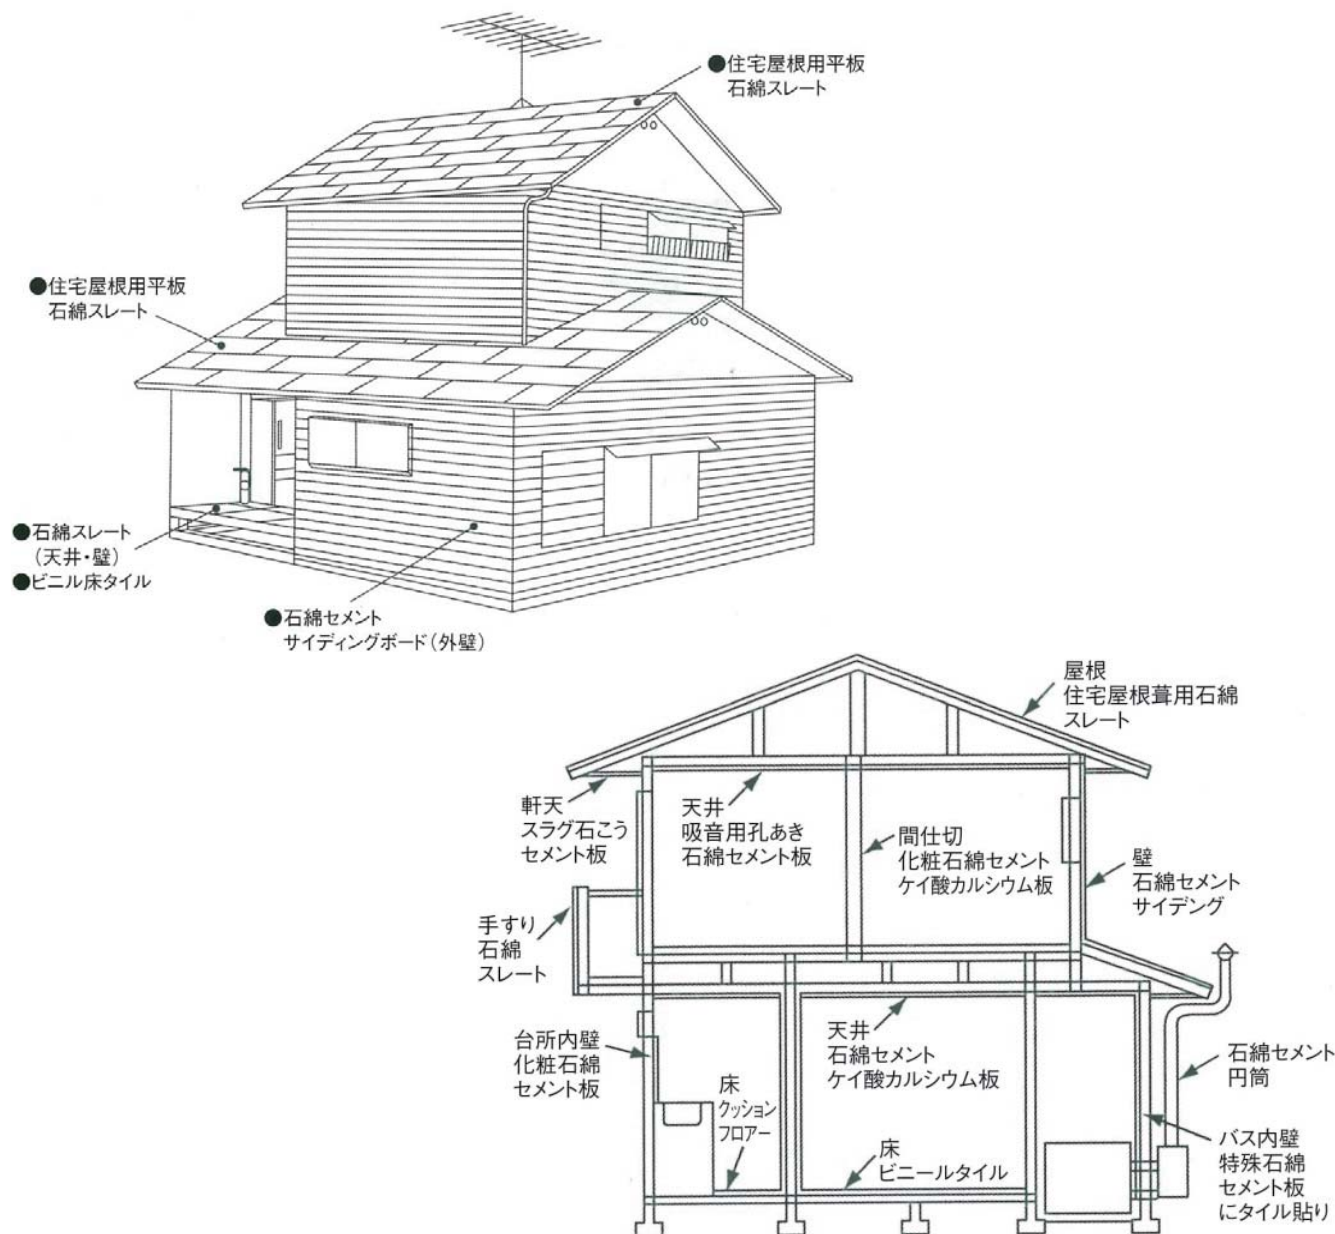 ●住宅屋根用平板
石綿スレート
●住宅屋根用平板
石綿スレート
●石綿スレート
（天井・壁）
●ビニル床タイル
●石綿セメント
サイディングボード（外壁）
屋根
住宅屋根葺用石綿
スレート
軒天
スラグ石こう
セメント板
天井
吸音用孔あき
石綿セメント板
間仕切
化粧石綿セメント
ケイ酸カルシウム板
壁
石綿セメント
サイデング
手すり
石綿
スレート
台所内壁
化粧石綿
セメント板
床
クッション
フロアー
天井
石綿セメント
ケイ酸カルシウム板
床
ビニールタイル
石綿セメント
円筒
バス内壁
特殊石綿
セメント板
にタイル貼り